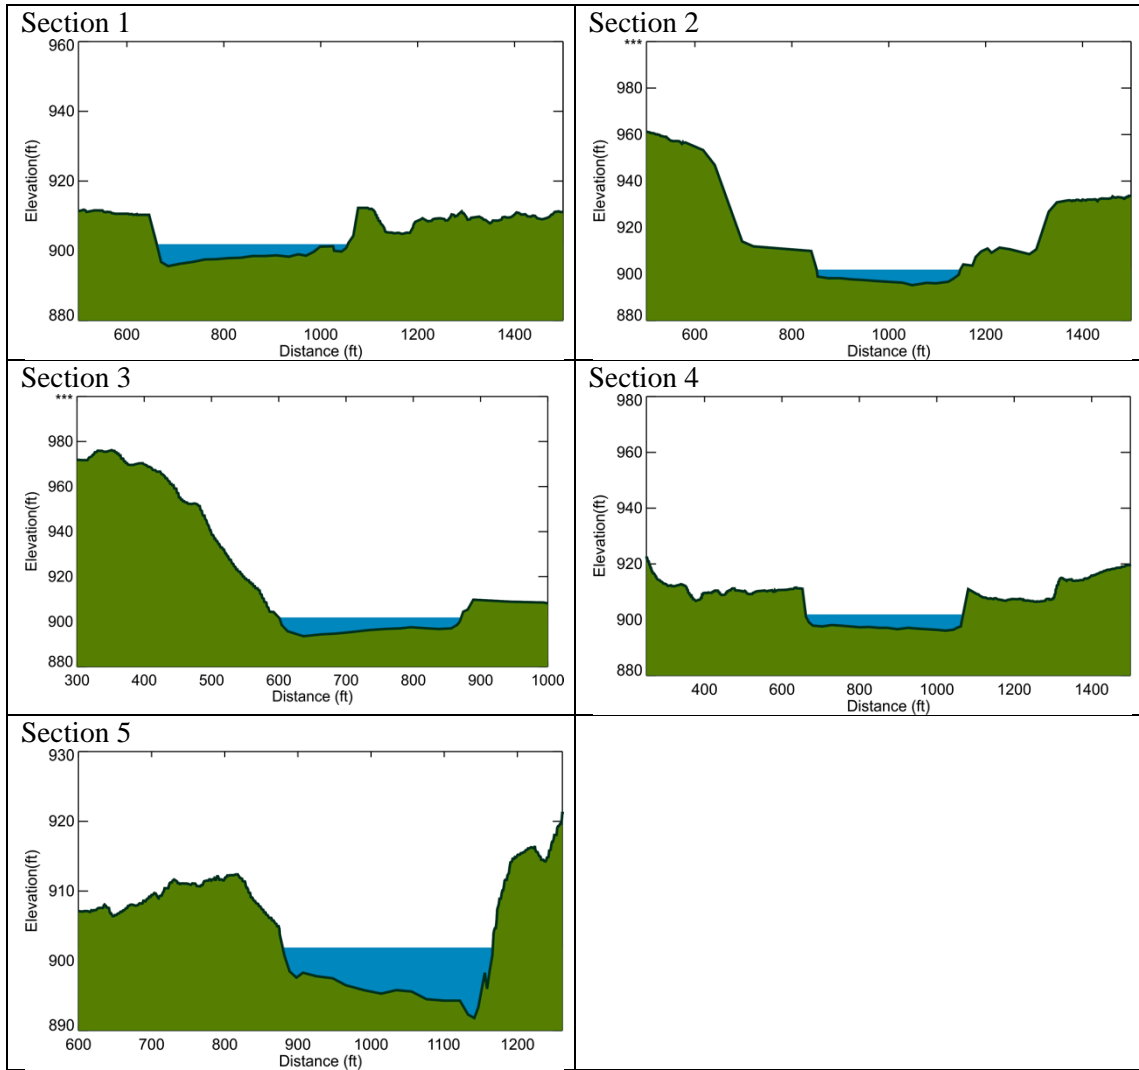 Section 1
960
940
920
900
880
Elevation(ft)
600 800 1000 1200 1400
Distance (ft)
Section 2
***
980
960
940
920
900
880
Elevation(ft)
600 800 1000 1200 1400
Distance (ft)
Section 3
***
980
960
940
920
900
880
Elevation(ft)
300 400 500 600 700 800 900 1000
Distance (ft)
Section 4
980
960
940
920
900
880
Elevation(ft)
400 600 800 1000 1200 1400
Distance (ft)
Section 5
930
920
910
900
890
Elevation(ft)
600 700 800 900 1000 1100 1200
Distance (ft)